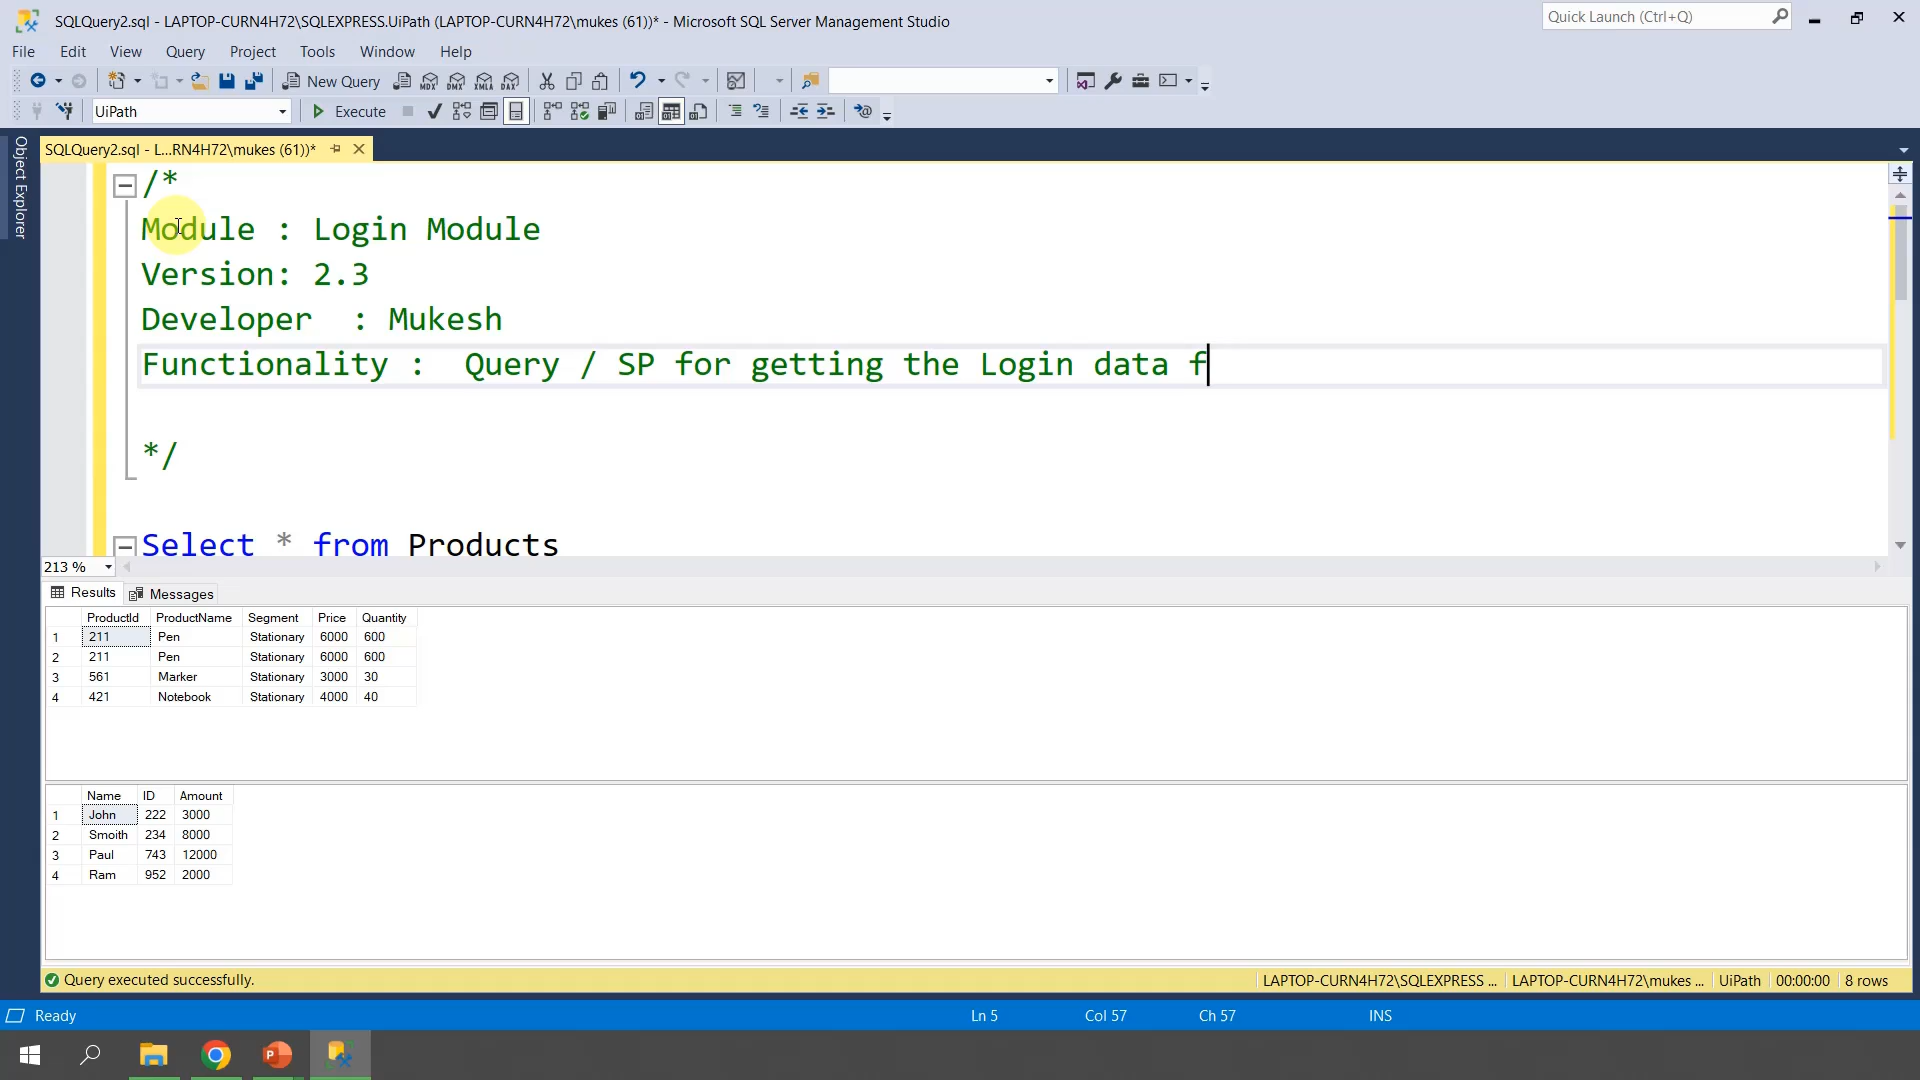 SQLQuery2.sql - LAPTOP-CURN4H72\SQLEXPRESS.UiPath (LAPTOP-CURN4H72\mukes (61))* - Microsoft SQL Server Management Studio
Quick Launch (Ctrl+Q)
File Edit View Query Project Tools Window Help
New Query MDX DMX XMLA DAX
UiPath Execute
Object Explorer
SQLQuery2.sql - L...RN4H72\mukes (61))*
/*
Module : Login Module
Version: 2.3
Developer  : Mukesh
Functionality :  Query / SP for getting the Login data f
*/
Select * from Products
213 %
Results Messages
ProductId ProductName Segment Price Quantity
1 211 Pen Stationary 6000 600
2 211 Pen Stationary 6000 600
3 561 Marker Stationary 3000 30
4 421 Notebook Stationary 4000 40
Name ID Amount
1 John 222 3000
2 Smoith 234 8000
3 Paul 743 12000
4 Ram 952 2000
Query executed successfully. LAPTOP-CURN4H72\SQLEXPRESS ... LAPTOP-CURN4H72\mukes ... UiPath 00:00:00 8 rows
Ready Ln 5 Col 57 Ch 57 INS